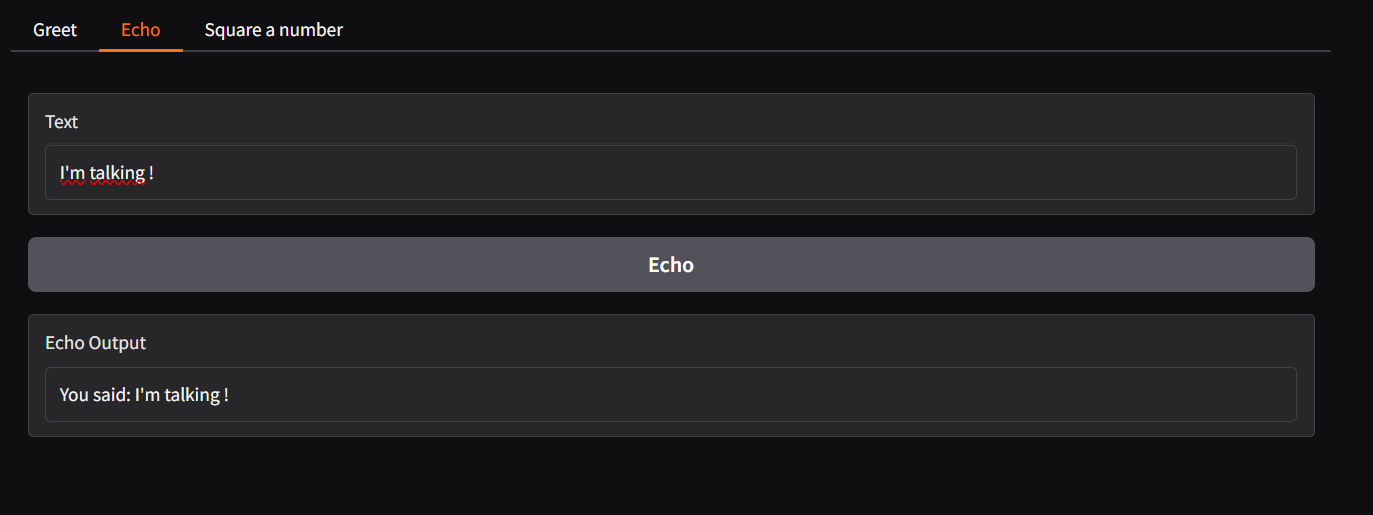 Greet Echo Square a number
Text
I'm talking !
Echo
Echo Output
You said: I'm talking !